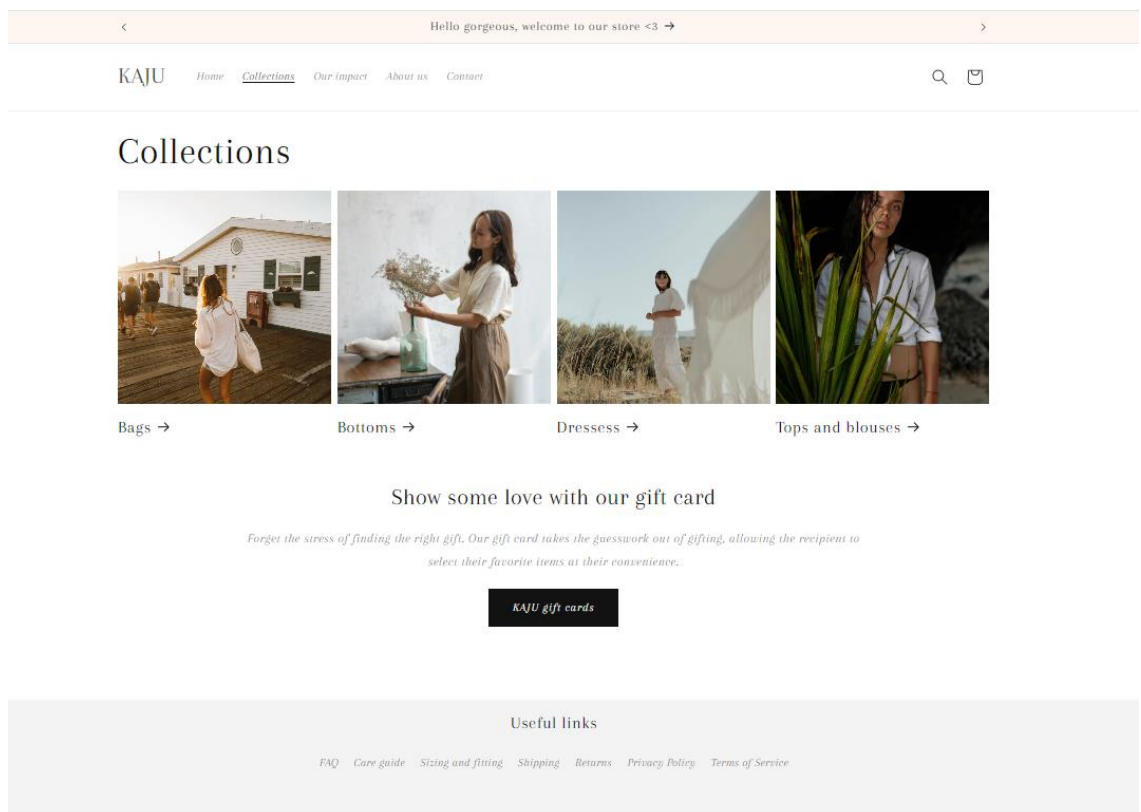 Hello gorgeous, welcome to our store <3 →
KAJU Home Collections Our impact About us Contact
Collections
Bags →
Bottoms →
Dressess →
Tops and blouses →
Show some love with our gift card
Forget the stress of finding the right gift. Our gift card takes the guesswork out of gifting, allowing the recipient to
select their favorite items at their convenience.
KAJU gift cards
Useful links
FAQ Care guide Sizing and fitting Shipping Returns Privacy Policy Terms of Service